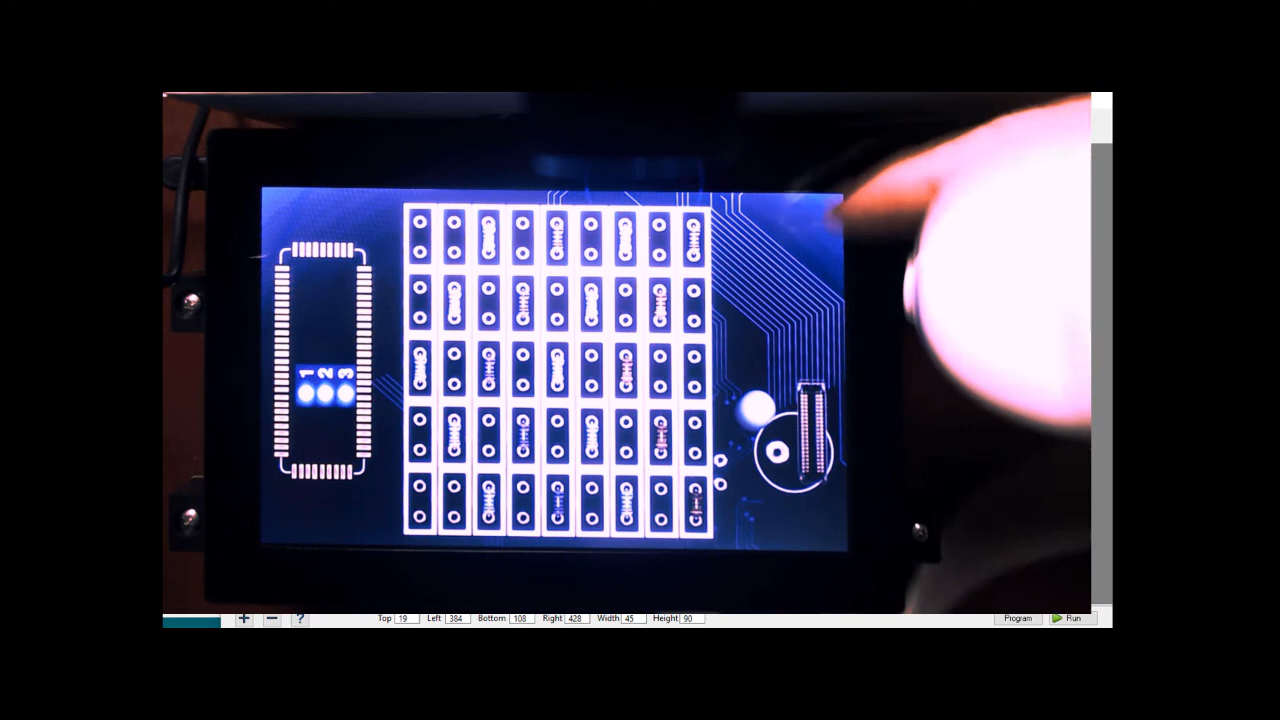 1
2
3
+ − ? Top 19 Left 384 Bottom 108 Right 428 Width 45 Height 90 Program Run